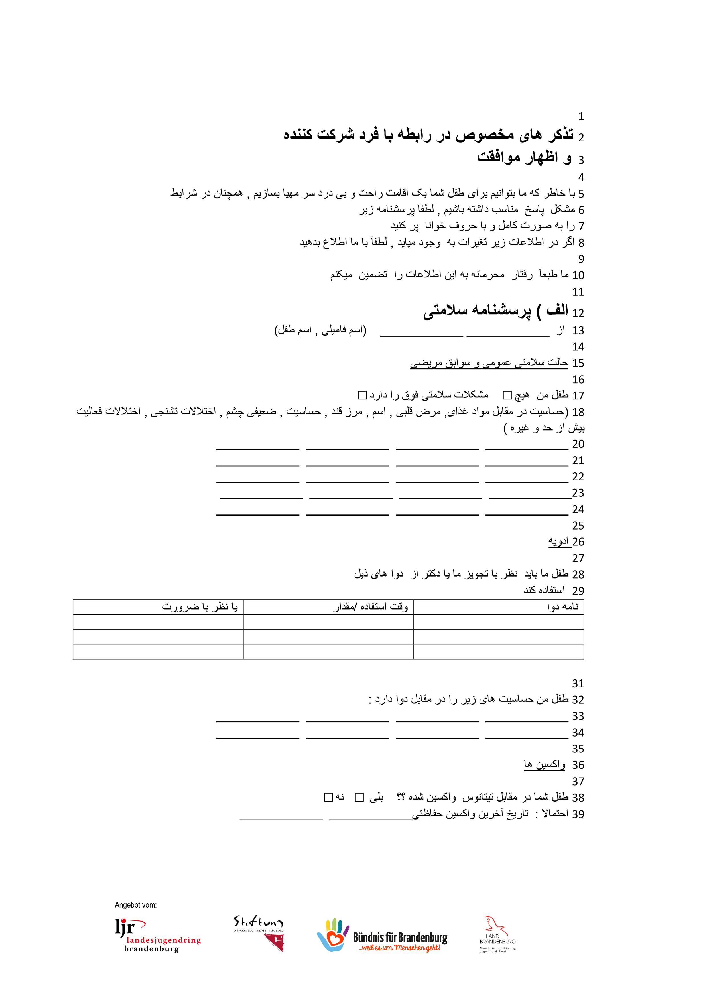 1
2 تذکر های مخصوص در رابطه با فرد شرکت کننده
3 و اظهار موافقت
4
5 با خاطر که ما بتوانیم برای طفل شما یک اقامت راحت و بی درد سر مهیا بسازیم , همچنان در شرایط
6 مشکل پاسخ مناسب داشته باشیم , لطفآ پرسشنامه زیر
7 را به صورت کامل و با حروف خوانا پر کنید
8 اگر در اطلاعات زیر تغیرات به وجود میاید , لطفآ با ما اطلاع بدهید
9
10 ما طبعآ رفتار محرمانه به این اطلاعات را تضمین میکنم
11
12 الف ) پرسشنامه سلامتی
13 از ______________ ______________ (اسم فامیلی , اسم طفل)
14
15 حالت سلامتی عمومی و سوابق مریضی
16
17 طفل من هیچ ☐ مشکلات سلامتی فوق را دارد ☐
18 (حساسیت در مقابل مواد غذای, مرض قلبی , اسم , مرز قند , حساسیت , ضعیفی چشم , اختلالات تشنجی , اختلالات فعالیت
بیش از حد و غیره )
20 ______________ ______________ ______________ ______________
21 ______________ ______________ ______________ ______________
22 ______________ ______________ ______________ ______________
23 ______________ ______________ ______________ ______________
24 ______________ ______________ ______________ ______________
25
26 ادویه
27
28 طفل ما باید نظر با تجویز ما یا دکتر از دوا های ذیل
29 استفاده کند
نامه دوا وقت استفاده /مقدار یا نظر با ضرورت
31
32 طفل من حساسیت های زیر را در مقابل دوا دارد :
33 ______________ ______________ ______________ ______________
34 ______________ ______________ ______________ ______________
35
36 واکسین ها
37
38 طفل شما در مقابل تیتانوس واکسین شده ؟؟ بلی ☐ نه ☐
39 احتمالا : تاریخ آخرین واکسین حفاظتی ______________ ______________
Angebot vom:
ljr
landesjugendring
brandenburg
Stiftung
DEMOKRATISCHE JUGEND
Bündnis für Brandenburg
...weil es um Menschen geht!
LAND
BRANDENBURG
Ministerium für Bildung,
Jugend und Sport